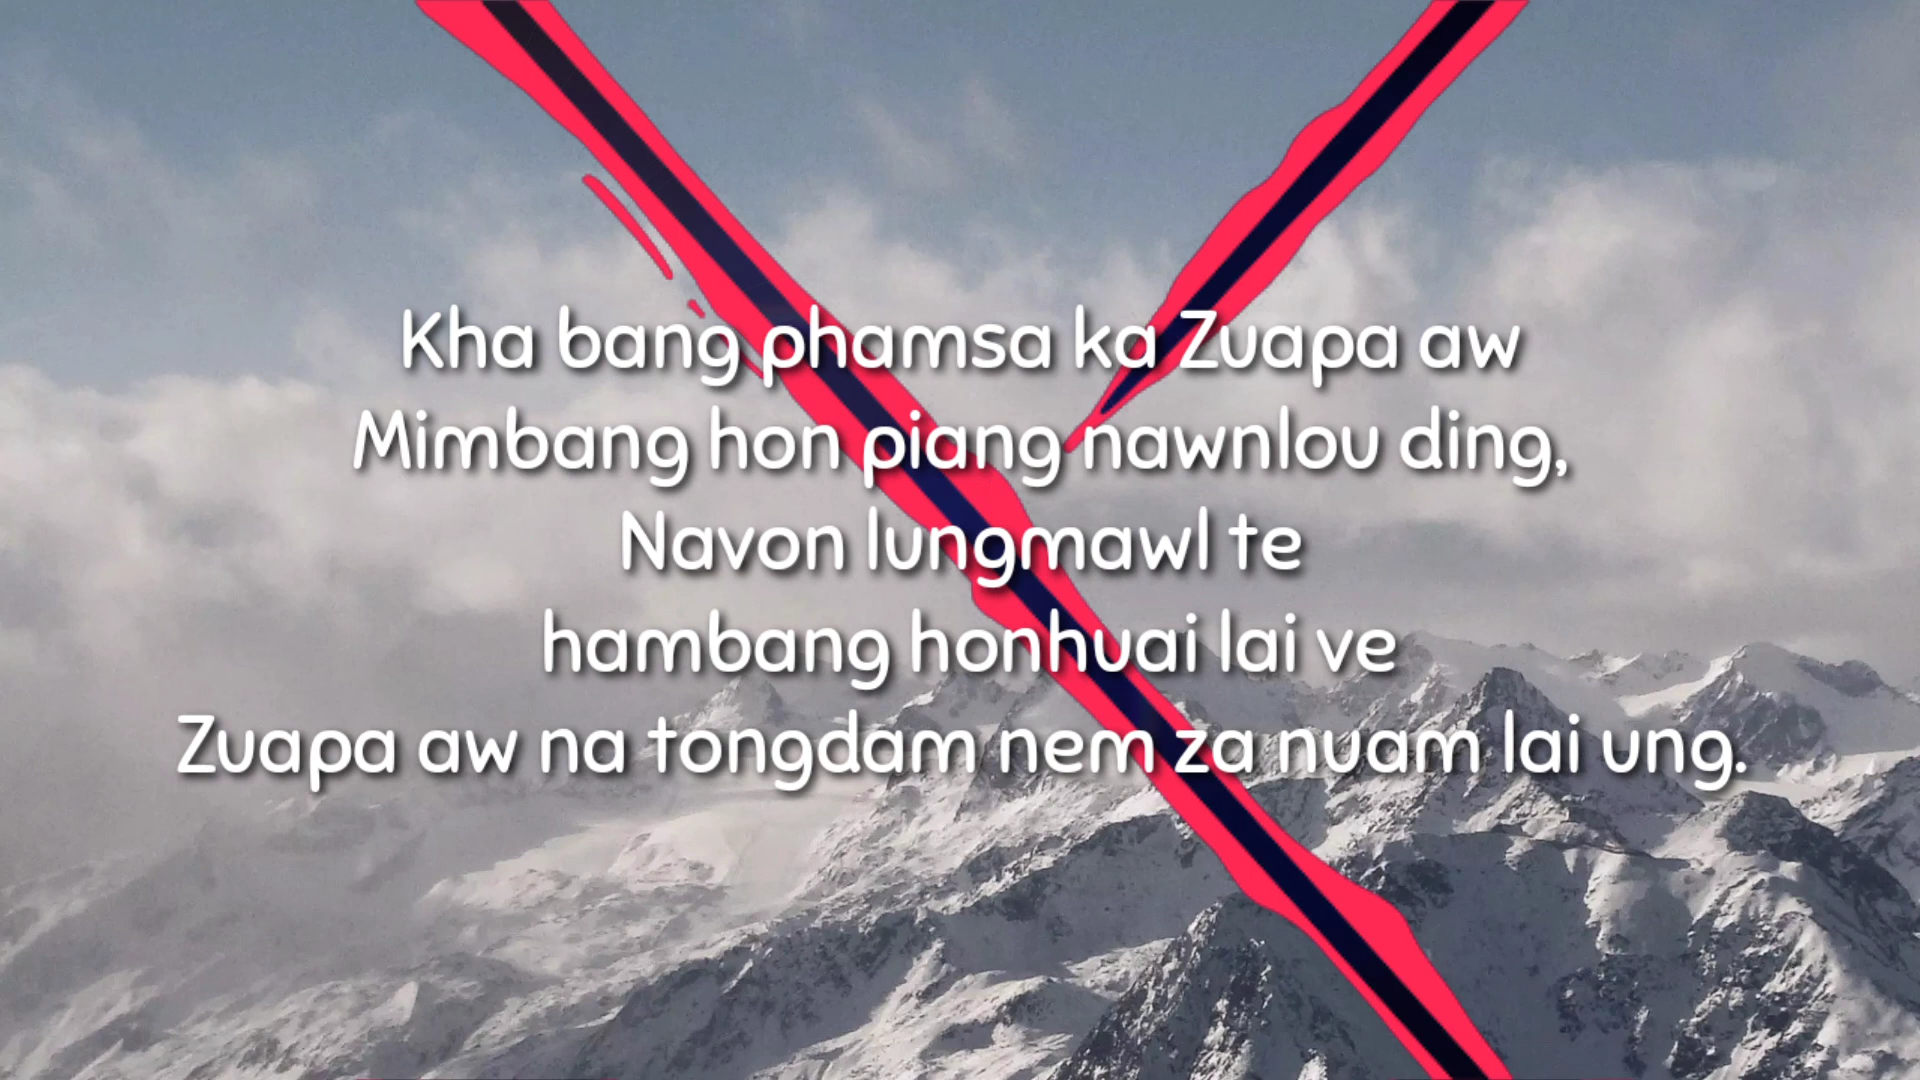 Kha bang phamsa ka Zuapa aw
Mimbang hon piang nawnlou ding,
Navon lungmawl te
hambang honhuai lai ve
Zuapa aw na tongdam nem za nuam lai ung.